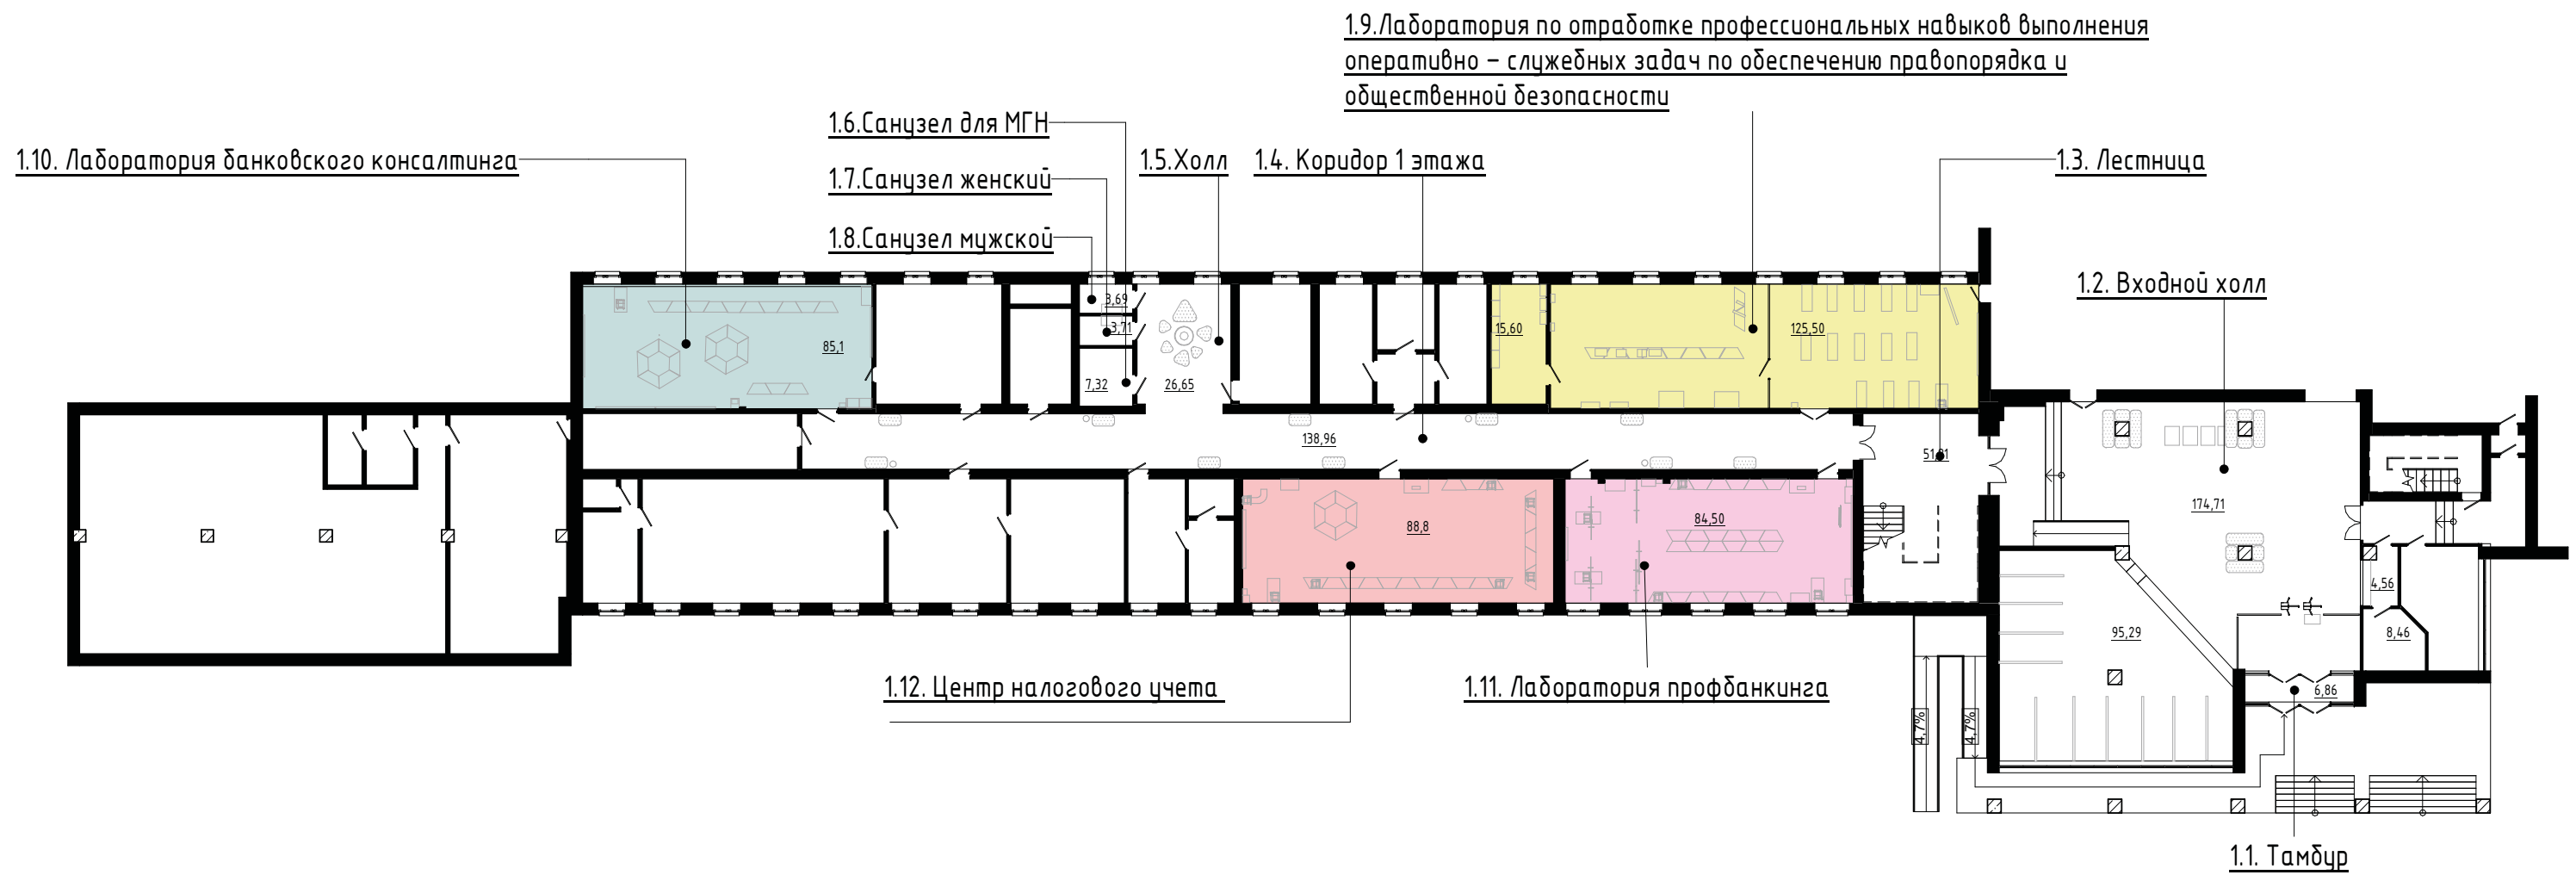 1.9.Лаборатория по отработке профессиональных навыков выполнения
оперативно – служебных задач по обеспечению правопорядка и
общественной безопасности
1.6.Санузел для МГН
1.10. Лаборатория банковского консалтинга
1.7.Санузел женский
1.5.Холл
1.4. Коридор 1 этажа
1.3. Лестница
1.8.Санузел мужской
1.2. Входной холл
3,69
3,71
85,1
7,32
26,65
15,60
125,50
138,96
174,71
88,8
84,50
4,56
95,29
8,46
6,86
1.12. Центр налогового учета
1.11. Лаборатория профбанкинга
4,7%
4,7%
1.1. Тамбур